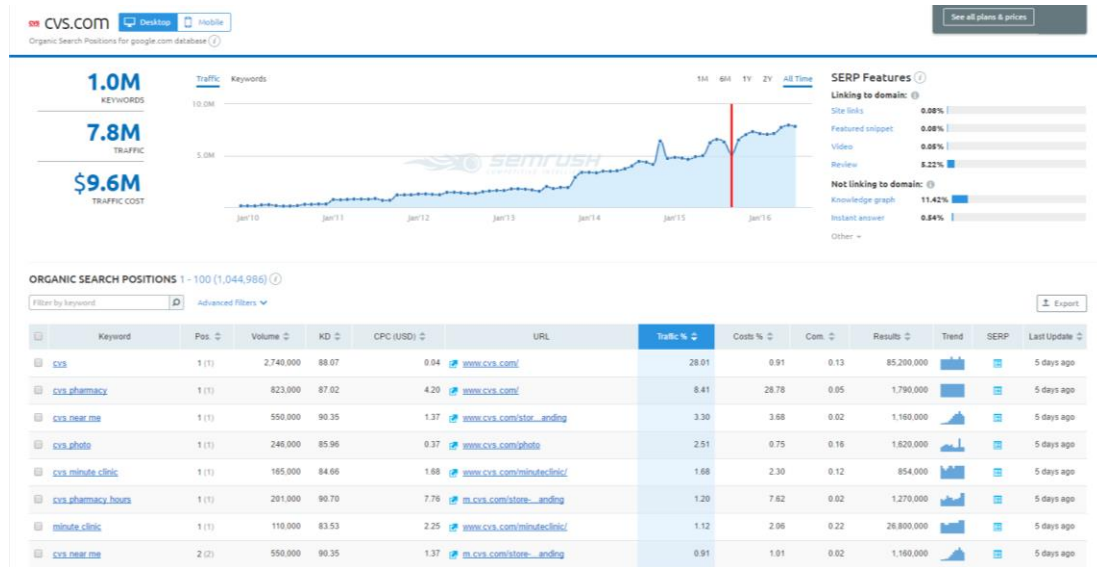 cvs cvs.com Desktop Mobile
See all plans & prices
Organic Search Positions for google.com database i
1.0M
KEYWORDS
7.8M
TRAFFIC
$9.6M
TRAFFIC COST
Traffic Keywords
1M 6M 1Y 2Y All Time
10.0M
5.0M
semrush
Jan'10 Jan'11 Jan'12 Jan'13 Jan'14 Jan'15 Jan'16
SERP Features i
Linking to domain: i
Site links 0.08%
Featured snippet 0.08%
Video 0.05%
Review 5.22%
Not linking to domain: i
Knowledge graph 11.42%
Instant answer 0.54%
Other
ORGANIC SEARCH POSITIONS 1 - 100 (1,044,986) i
Filter by keyword Advanced filters Export
Keyword Pos. Volume KD CPC (USD) URL Traffic % Costs % Com. Results Trend SERP Last Update
cvs 1 (1) 2,740,000 88.07 0.04 www.cvs.com/ 28.01 0.91 0.13 85,200,000 5 days ago
cvs pharmacy 1 (1) 823,000 87.02 4.20 www.cvs.com/ 8.41 28.78 0.05 1,790,000 5 days ago
cvs near me 1 (1) 550,000 90.35 1.37 www.cvs.com/stor...anding 3.30 3.68 0.02 1,160,000 5 days ago
cvs photo 1 (1) 246,000 85.96 0.37 www.cvs.com/photo 2.51 0.75 0.16 1,620,000 5 days ago
cvs minute clinic 1 (1) 165,000 84.66 1.68 www.cvs.com/minuteclinic/ 1.68 2.30 0.12 854,000 5 days ago
cvs pharmacy hours 1 (1) 201,000 90.70 7.76 m.cvs.com/store-...anding 1.20 7.62 0.02 1,270,000 5 days ago
minute clinic 1 (1) 110,000 83.53 2.25 www.cvs.com/minuteclinic/ 1.12 2.06 0.22 26,800,000 5 days ago
cvs near me 2 (2) 550,000 90.35 1.37 m.cvs.com/store-...anding 0.91 1.01 0.02 1,160,000 5 days ago